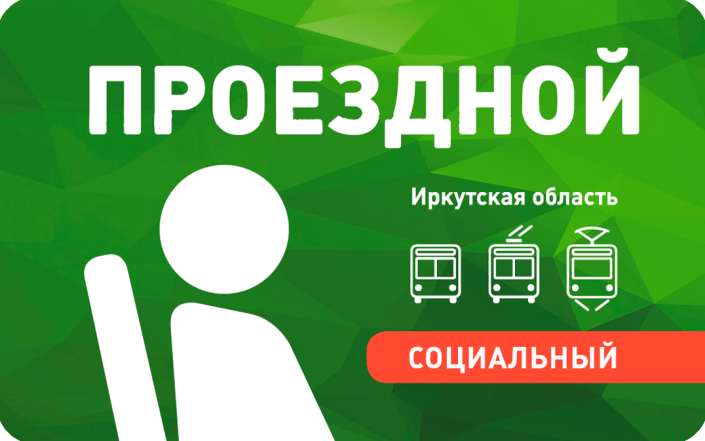 ПРОЕЗДНОЙ
Иркутская область
СОЦИАЛЬНЫЙ